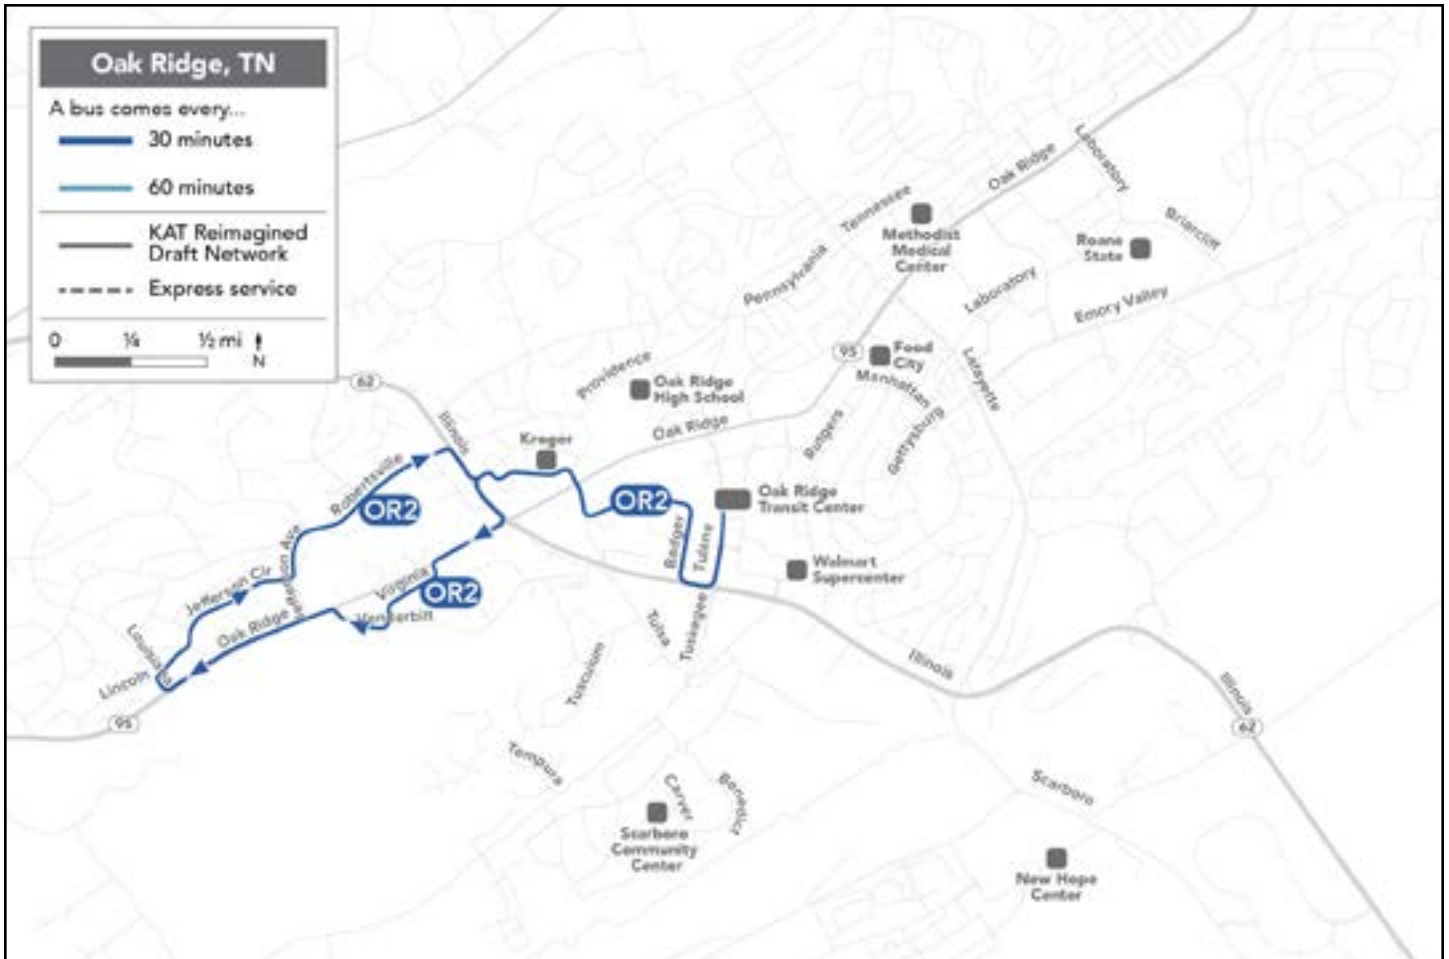 Oak Ridge, TN
A bus comes every...
30 minutes
60 minutes
KAT Reimagined
Draft Network
Express service
0 ¼ ½ mi
N
Laboratory
Oak Ridge
Tennessee
Methodist
Medical
Center
Roane
State
Briarcliff
Pennsylvania
Laboratory
Emory Valley
95
Food
City
Manhattan
Lafayette
Providence
Oak Ridge
High School
62
Illinois
Oak Ridge
Rutgers
Gettysburg
Kroger
Robertsville
OR2
OR2
Oak Ridge
Transit Center
Badger
Tulane
Jefferson Ave
Walmart
Supercenter
Jefferson Cir
Virginia
OR2
Vanderbilt
Oak Ridge
Louisiana
Lincoln
95
Tulsa
Tuskegee
Illinois
Tusculum
Illinois
62
Tempura
Carver
Benedict
Scarboro
Scarboro
Community
Center
New Hope
Center